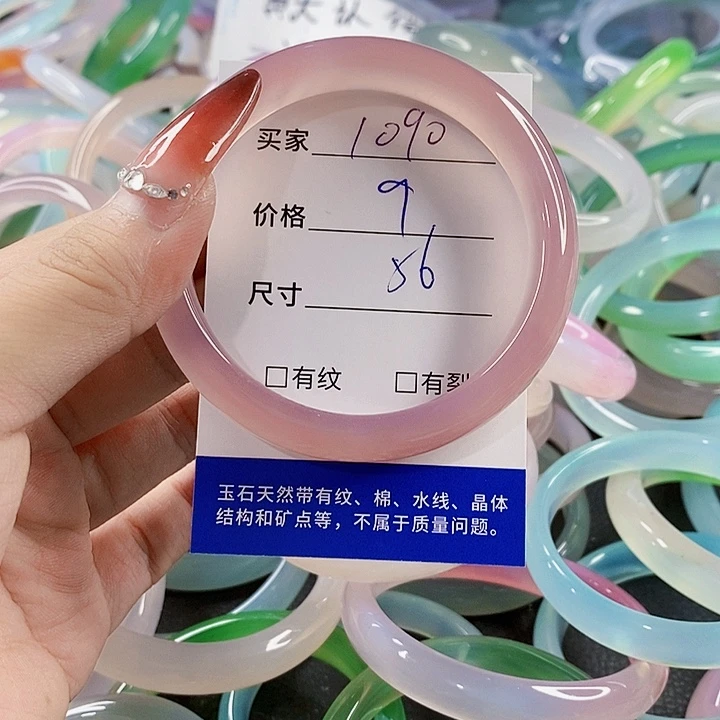 买家 1090
价格 9
尺寸 56
□有纹 □有裂
玉石天然带有纹、棉、水线、晶体
结构和矿点等，不属于质量问题。